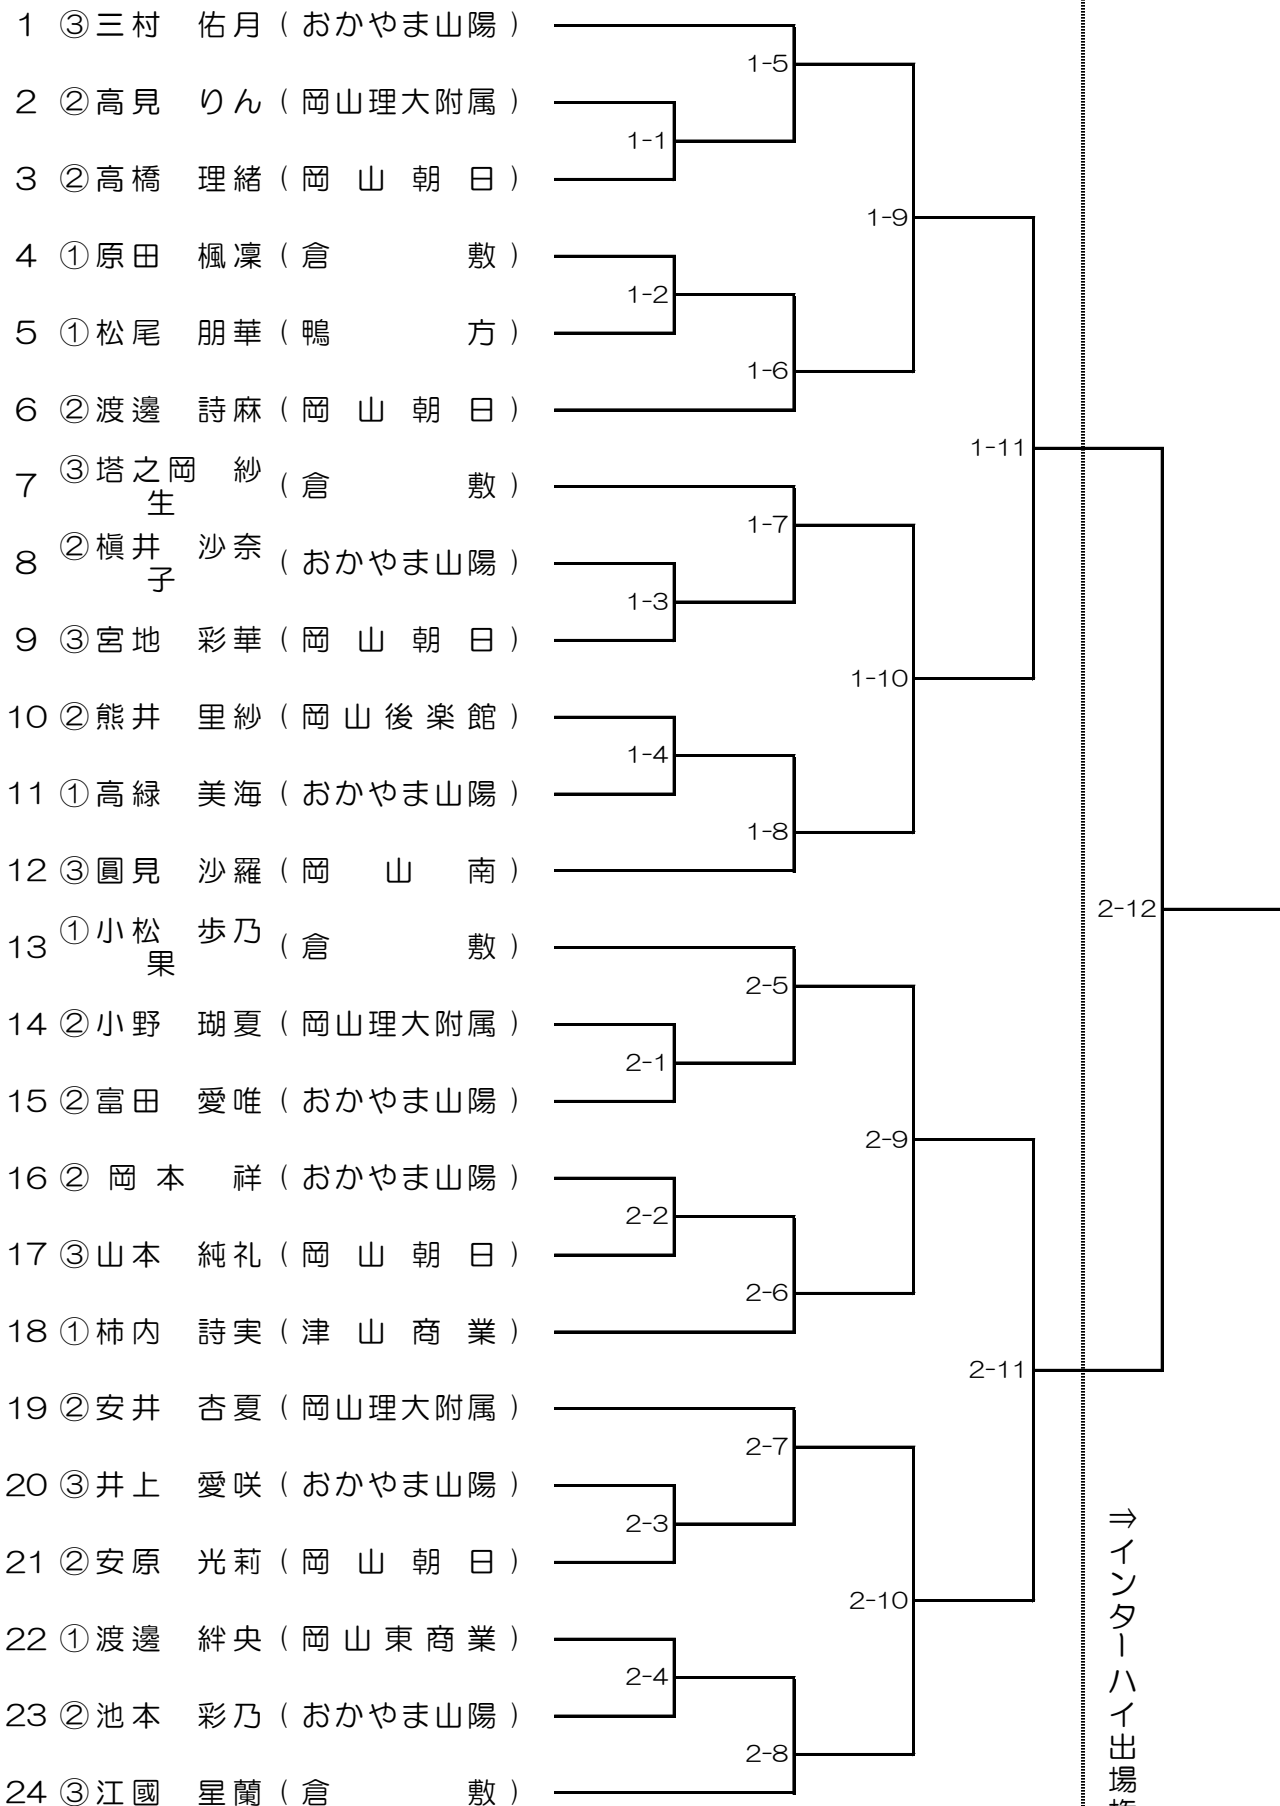 1 ③三村 佑月（おかやま山陽）
2 ②高見 りん（岡山理大附属）
3 ②高橋 理緒（岡山朝日）
4 ①原田 楓凜（倉敷）
5 ①松尾 朋華（鴨方）
6 ②渡邊 詩麻（岡山朝日）
7 ③塔之岡 紗
生
（倉敷）
8 ②槇井 沙奈
子
（おかやま山陽）
9 ③宮地 彩華（岡山朝日）
10 ②熊井 里紗（岡山後楽館）
11 ①高緑 美海（おかやま山陽）
12 ③圓見 沙羅（岡山南）
13 ①小松 歩乃
果
（倉敷）
14 ②小野 瑚夏（岡山理大附属）
15 ②富田 愛唯（おかやま山陽）
16 ②岡本 祥（おかやま山陽）
17 ③山本 純礼（岡山朝日）
18 ①柿内 詩実（津山商業）
19 ②安井 杏夏（岡山理大附属）
20 ③井上 愛咲（おかやま山陽）
21 ②安原 光莉（岡山朝日）
22 ①渡邊 絆央（岡山東商業）
23 ②池本 彩乃（おかやま山陽）
24 ③江國 星蘭（倉敷）
1-1
1-2
1-3
1-4
2-1
2-2
2-3
2-4
1-5
1-6
1-7
1-8
2-5
2-6
2-7
2-8
1-9
1-10
2-9
2-10
1-11
2-11
2-12
⇒インターハイ出場